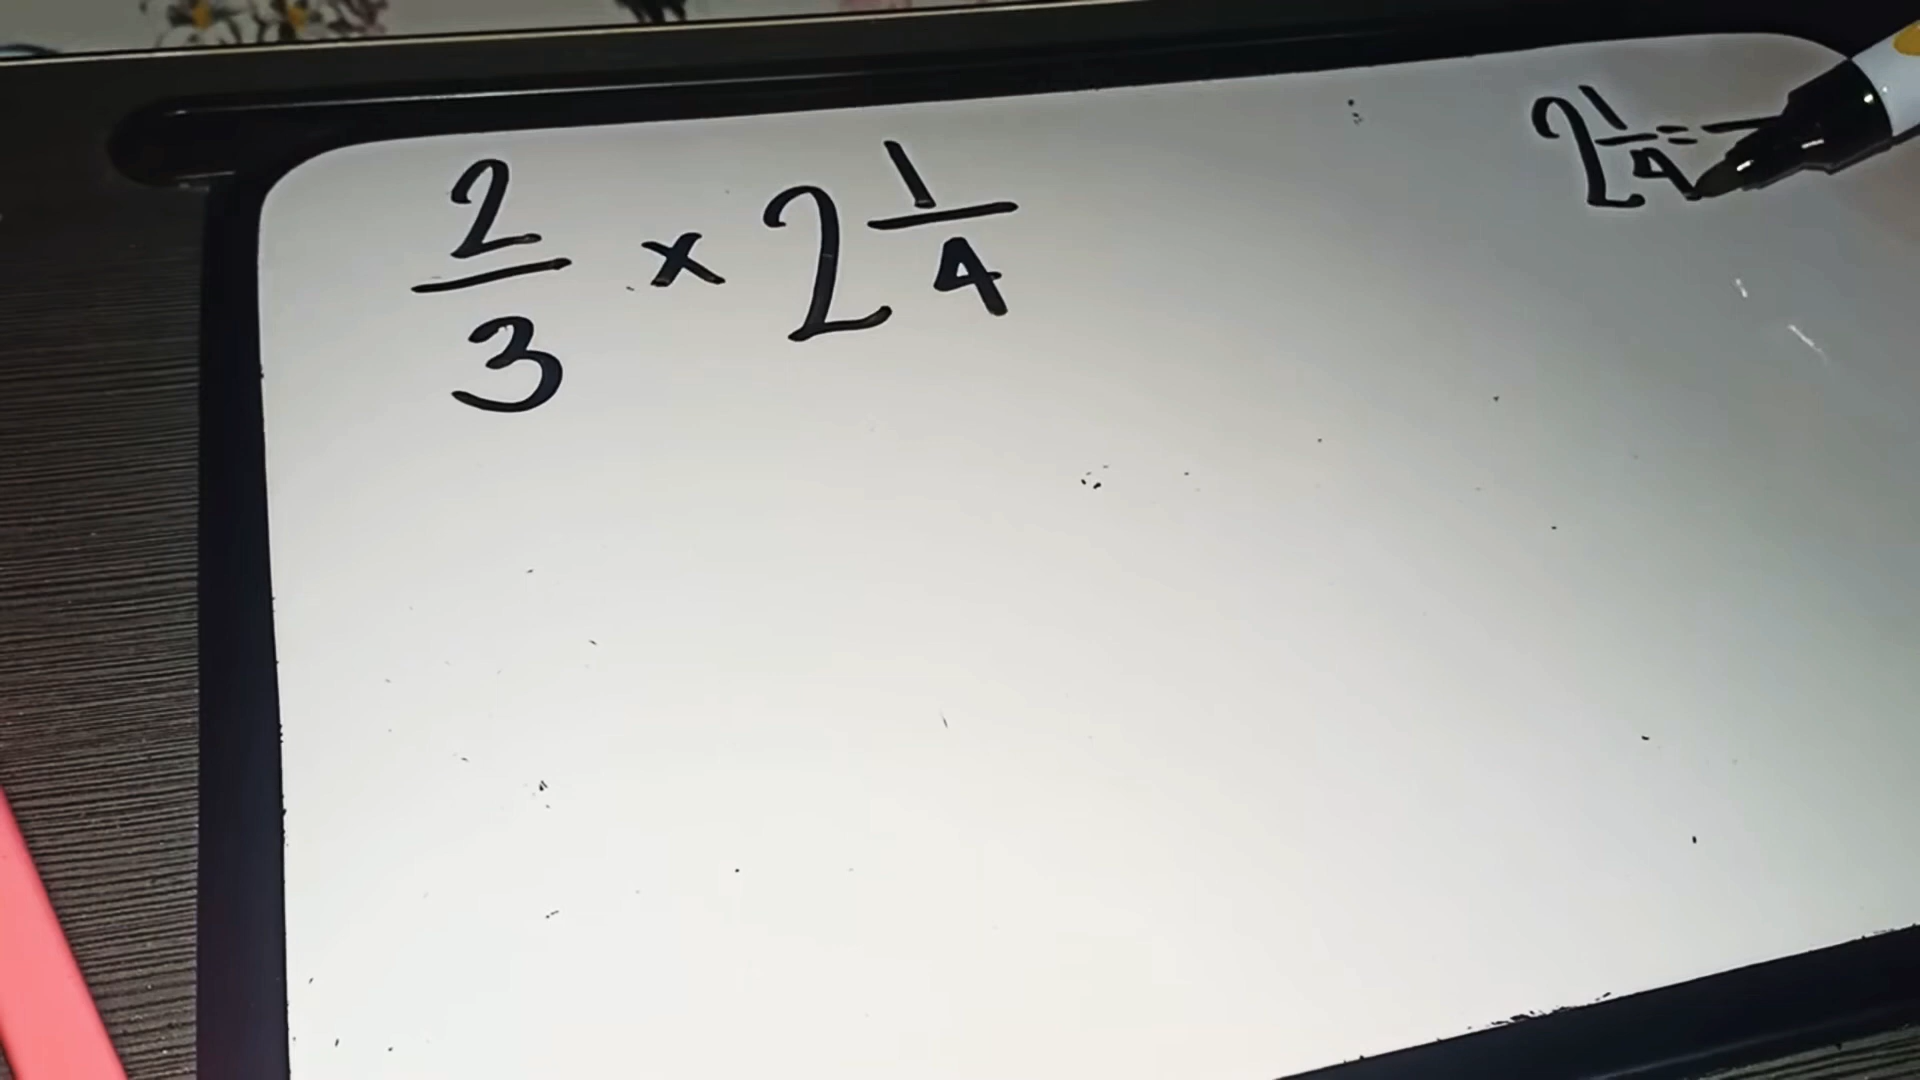 2/3 × 2 1/4
2 1/4 =